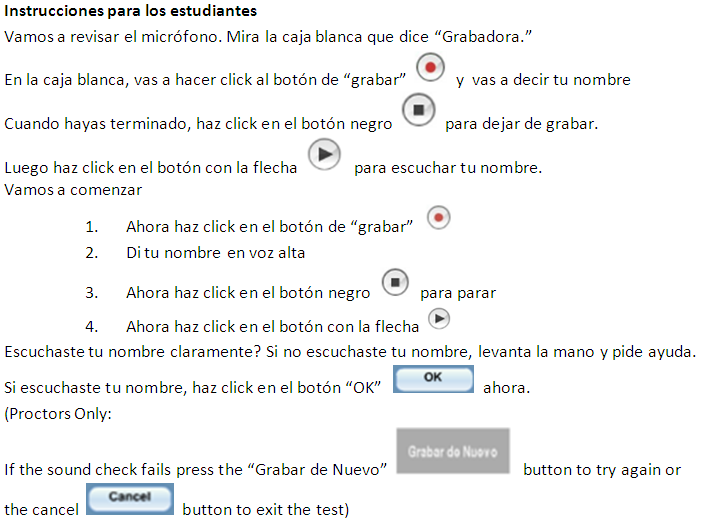 Instrucciones para los estudiantes
Vamos a revisar el micrófono. Mira la caja blanca que dice “Grabadora.”
En la caja blanca, vas a hacer click al botón de “grabar” y vas a decir tu nombre
Cuando hayas terminado, haz click en el botón negro para dejar de grabar.
Luego haz click en el botón con la flecha para escuchar tu nombre.
Vamos a comenzar
1. Ahora haz click en el botón de “grabar”
2. Di tu nombre en voz alta
3. Ahora haz click en el botón negro para parar
4. Ahora haz click en el botón con la flecha
Escuchaste tu nombre claramente? Si no escuchaste tu nombre, levanta la mano y pide ayuda.
Si escuchaste tu nombre, haz click en el botón “OK” OK ahora.
(Proctors Only:
If the sound check fails press the “Grabar de Nuevo” Grabar de Nuevo button to try again or
the cancel Cancel button to exit the test)